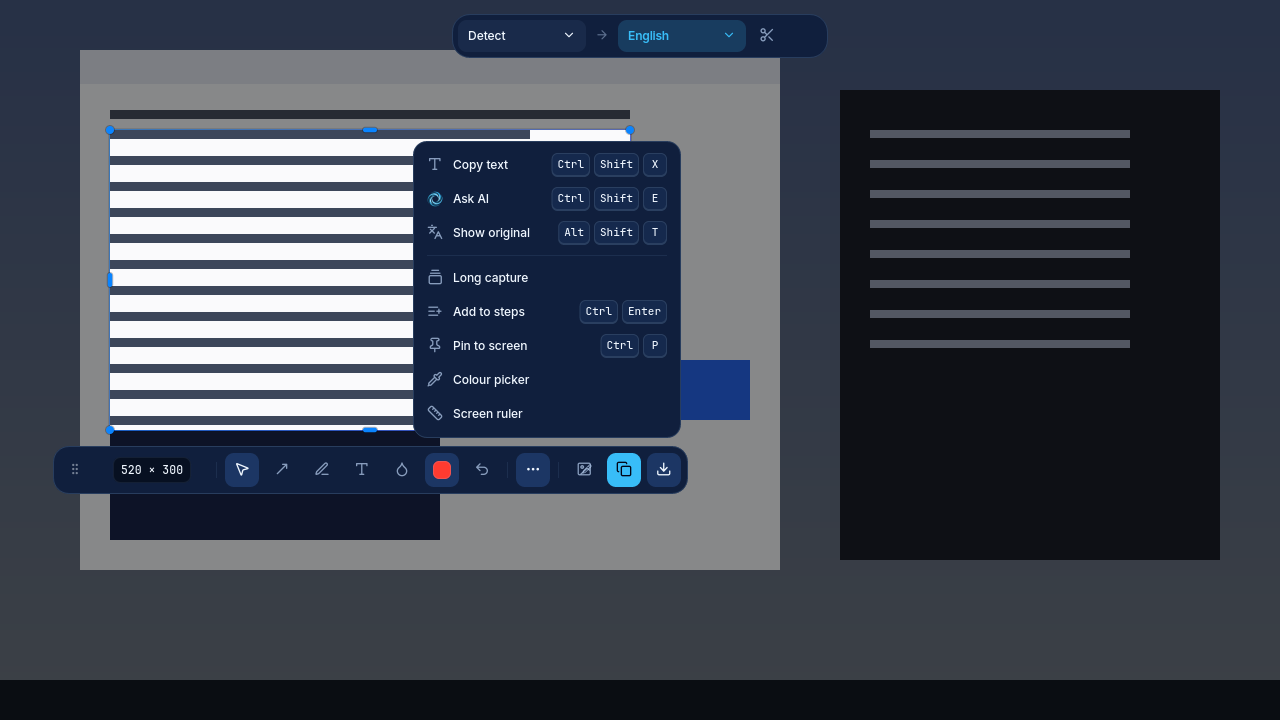 Detect
English
Copy text Ctrl Shift X
Ask AI Ctrl Shift E
Show original Alt Shift T
Long capture
Add to steps Ctrl Enter
Pin to screen Ctrl P
Colour picker
Screen ruler
520 × 300